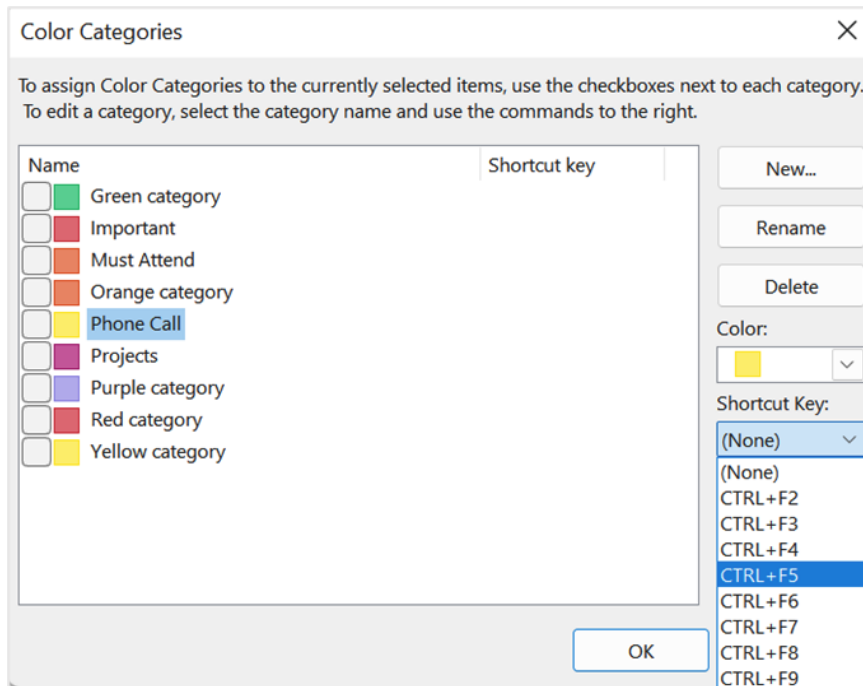 Color Categories
To assign Color Categories to the currently selected items, use the checkboxes next to each category.
To edit a category, select the category name and use the commands to the right.
Name Shortcut key
Green category
Important
Must Attend
Orange category
Phone Call
Projects
Purple category
Red category
Yellow category
New...
Rename
Delete
Color:
Shortcut Key:
(None)
(None)
CTRL+F2
CTRL+F3
CTRL+F4
CTRL+F5
CTRL+F6
CTRL+F7
CTRL+F8
CTRL+F9
OK